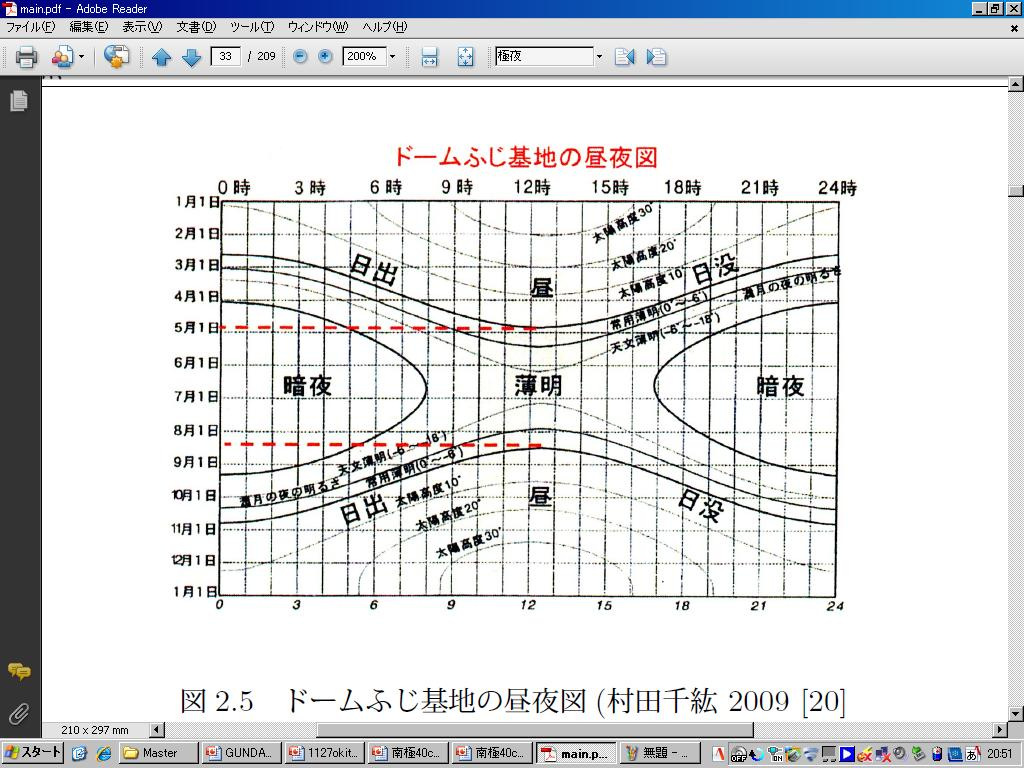 main.pdf - Adobe Reader
ファイル(F) 編集(E) 表示(V) 文書(D) ツール(T) ウィンドウ(W) ヘルプ(H)
33 / 209 200% 極夜
ドームふじ基地の昼夜図
0時 3時 6時 9時 12時 15時 18時 21時 24時
1月1日
2月1日
3月1日
4月1日
5月1日
6月1日
7月1日
8月1日
9月1日
10月1日
11月1日
12月1日
1月1日
太陽高度30°
太陽高度20°
太陽高度10°
日出
昼
日没
満月の夜の明るさ
常用薄明(0°～-6°)
天文薄明(-6°～-18°)
暗夜
薄明
暗夜
天文薄明(-6°～-18°)
常用薄明(0°～-6°)
満月の夜の明るさ
日出
太陽高度10°
昼
日没
太陽高度20°
太陽高度30°
0 3 6 9 12 15 18 21 24
図 2.5 ドームふじ基地の昼夜図 (村田千紘 2009 [20]
210 x 297 mm
スタート Master GUNDA... 1127okit... 南極40c... 南極40c... main.p... 無題 - ... 20:51